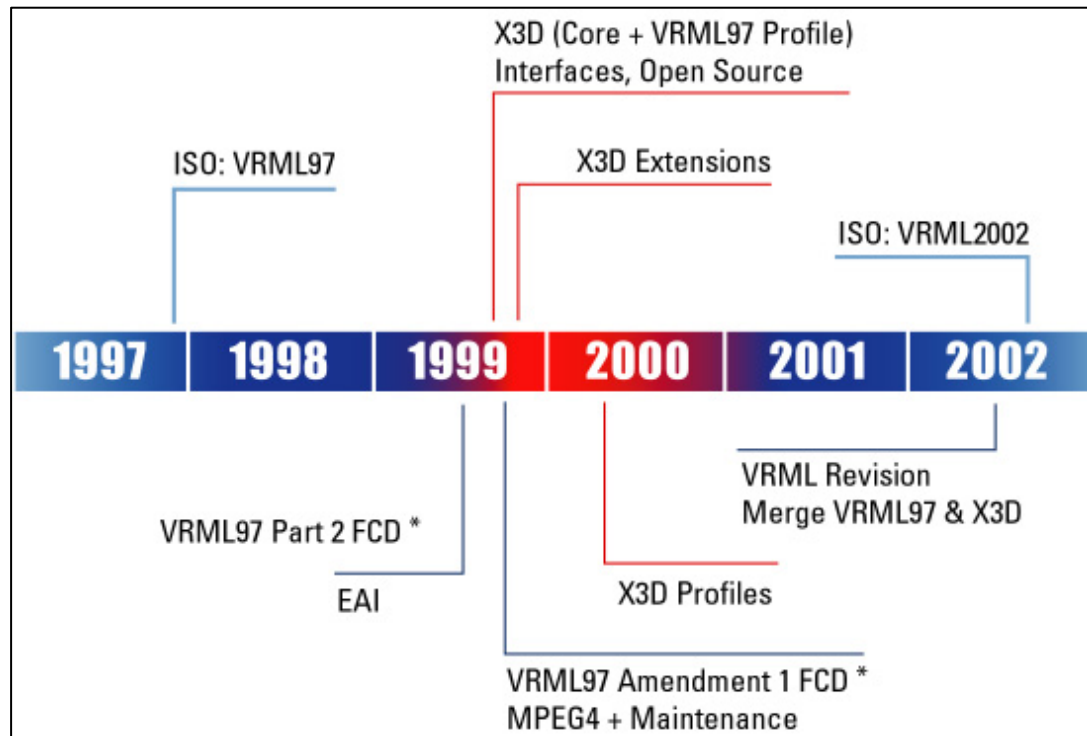 X3D (Core + VRML97 Profile)
Interfaces, Open Source
ISO: VRML97
X3D Extensions
ISO: VRML2002
1997 1998 1999 2000 2001 2002
VRML Revision
Merge VRML97 & X3D
VRML97 Part 2 FCD *
EAI
X3D Profiles
VRML97 Amendment 1 FCD *
MPEG4 + Maintenance